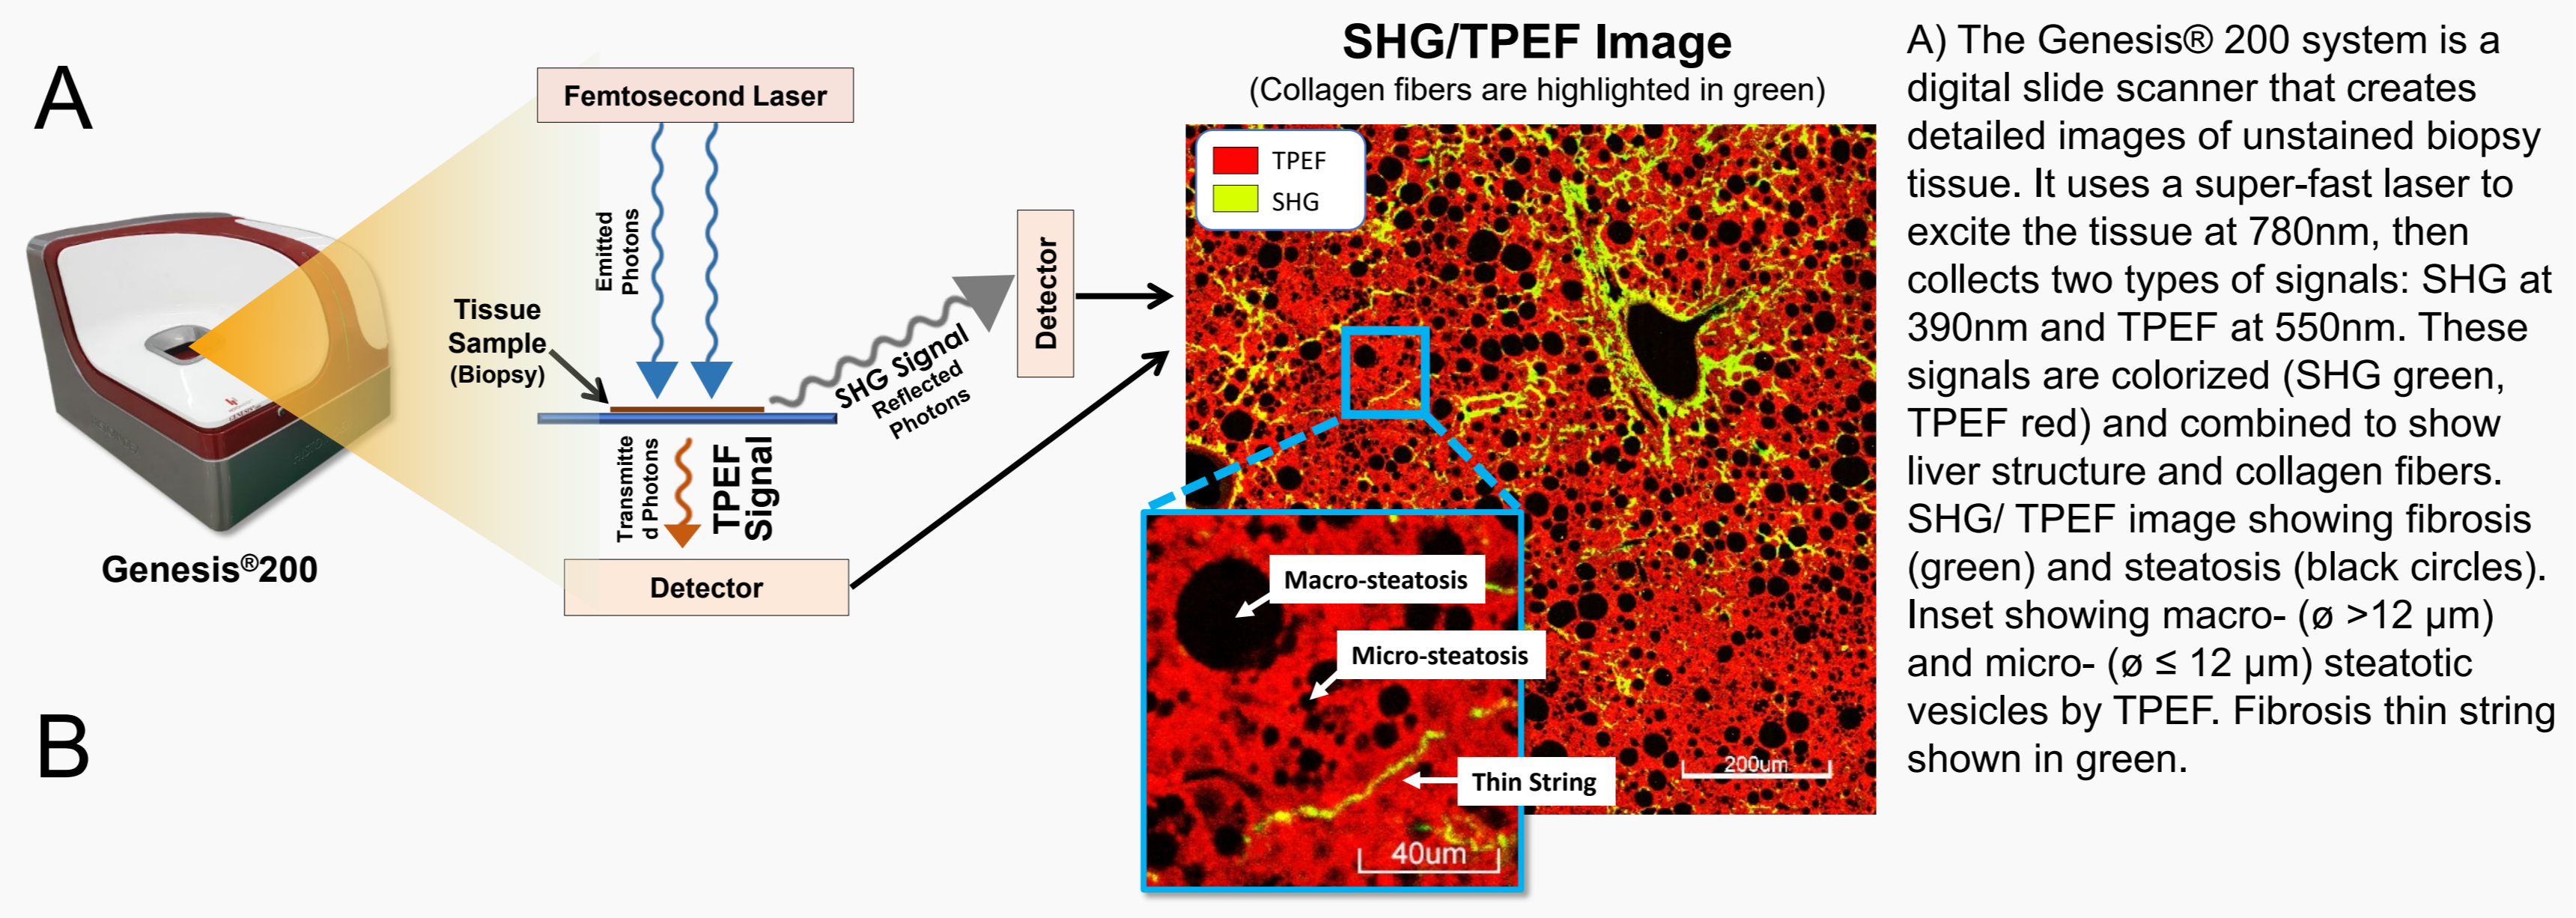 A
Femtosecond Laser
Emitted
Photons
Tissue
Sample
(Biopsy)
SHG Signal
Reflected
Photons
Detector
Transmitte
d Photons
TPEF
Signal
Detector
Genesis®200
SHG/TPEF Image
(Collagen fibers are highlighted in green)
TPEF
SHG
Macro-steatosis
Micro-steatosis
Thin String
40um
200um
A) The Genesis® 200 system is a
digital slide scanner that creates
detailed images of unstained biopsy
tissue. It uses a super-fast laser to
excite the tissue at 780nm, then
collects two types of signals: SHG at
390nm and TPEF at 550nm. These
signals are colorized (SHG green,
TPEF red) and combined to show
liver structure and collagen fibers.
SHG/ TPEF image showing fibrosis
(green) and steatosis (black circles).
Inset showing macro- (ø >12 μm)
and micro- (ø ≤ 12 μm) steatotic
vesicles by TPEF. Fibrosis thin string
shown in green.
B